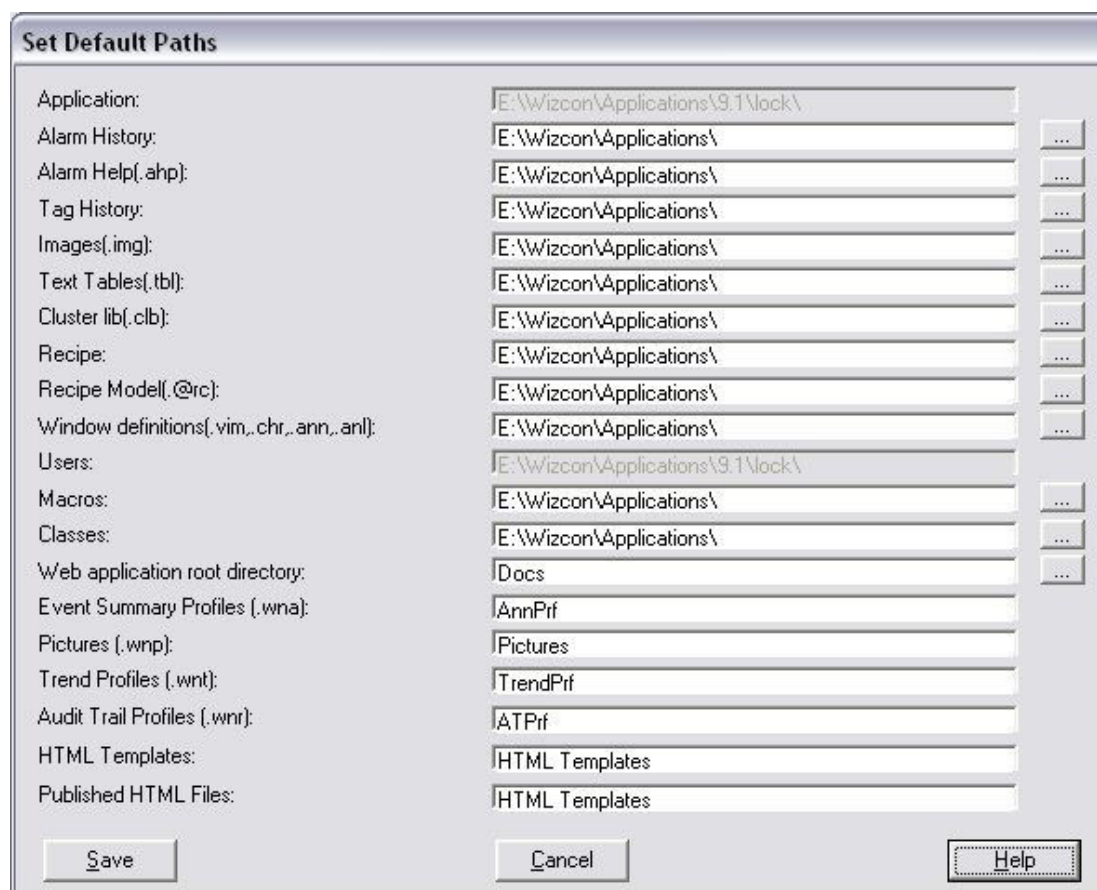 Set Default Paths
Application: E:\Wizcon\Applications\9.1\lock\
Alarm History: E:\Wizcon\Applications\ ...
Alarm Help(.ahp): E:\Wizcon\Applications\ ...
Tag History: E:\Wizcon\Applications\ ...
Images(.img): E:\Wizcon\Applications\ ...
Text Tables(.tbl): E:\Wizcon\Applications\ ...
Cluster lib(.clb): E:\Wizcon\Applications\ ...
Recipe: E:\Wizcon\Applications\ ...
Recipe Model(.@rc): E:\Wizcon\Applications\ ...
Window definitions(.vim,.chr,.ann,.anl): E:\Wizcon\Applications\ ...
Users: E:\Wizcon\Applications\9.1\lock\
Macros: E:\Wizcon\Applications\ ...
Classes: E:\Wizcon\Applications\ ...
Web application root directory: Docs ...
Event Summary Profiles (.wna): AnnPrf
Pictures (.wnp): Pictures
Trend Profiles (.wnt): TrendPrf
Audit Trail Profiles (.wnr): ATPrf
HTML Templates: HTML Templates
Published HTML Files: HTML Templates
Save Cancel Help